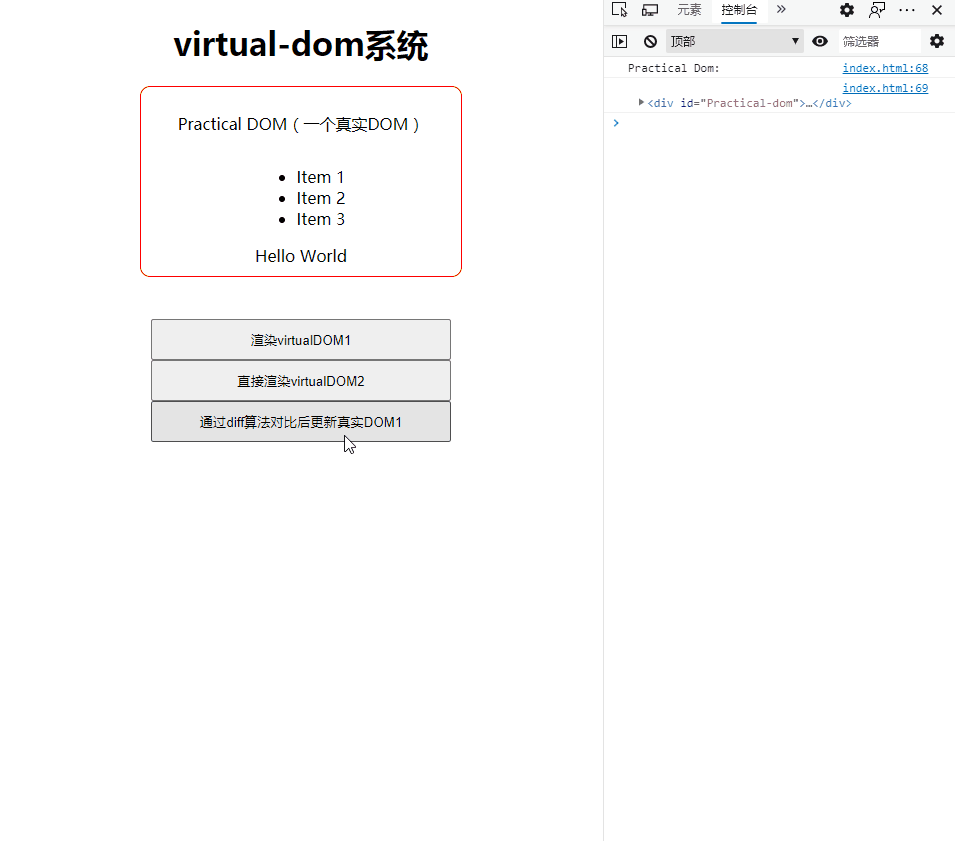 virtual-dom系统
Practical DOM（一个真实DOM）
Item 1
Item 2
Item 3
Hello World
渲染virtualDOM1
直接渲染virtualDOM2
通过diff算法对比后更新真实DOM1
元素 控制台
顶部 筛选器
Practical Dom: index.html:68
index.html:69
<div id="Practical-dom">…</div>